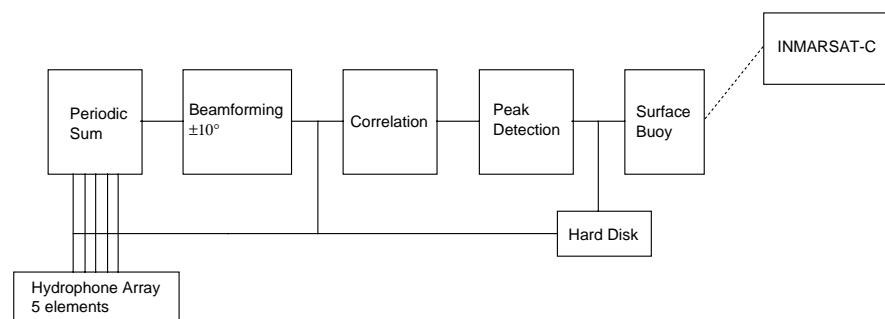 INMARSAT-C
Periodic
Sum
Beamforming
±10°
Correlation
Peak
Detection
Surface
Buoy
Hard Disk
Hydrophone Array
5 elements